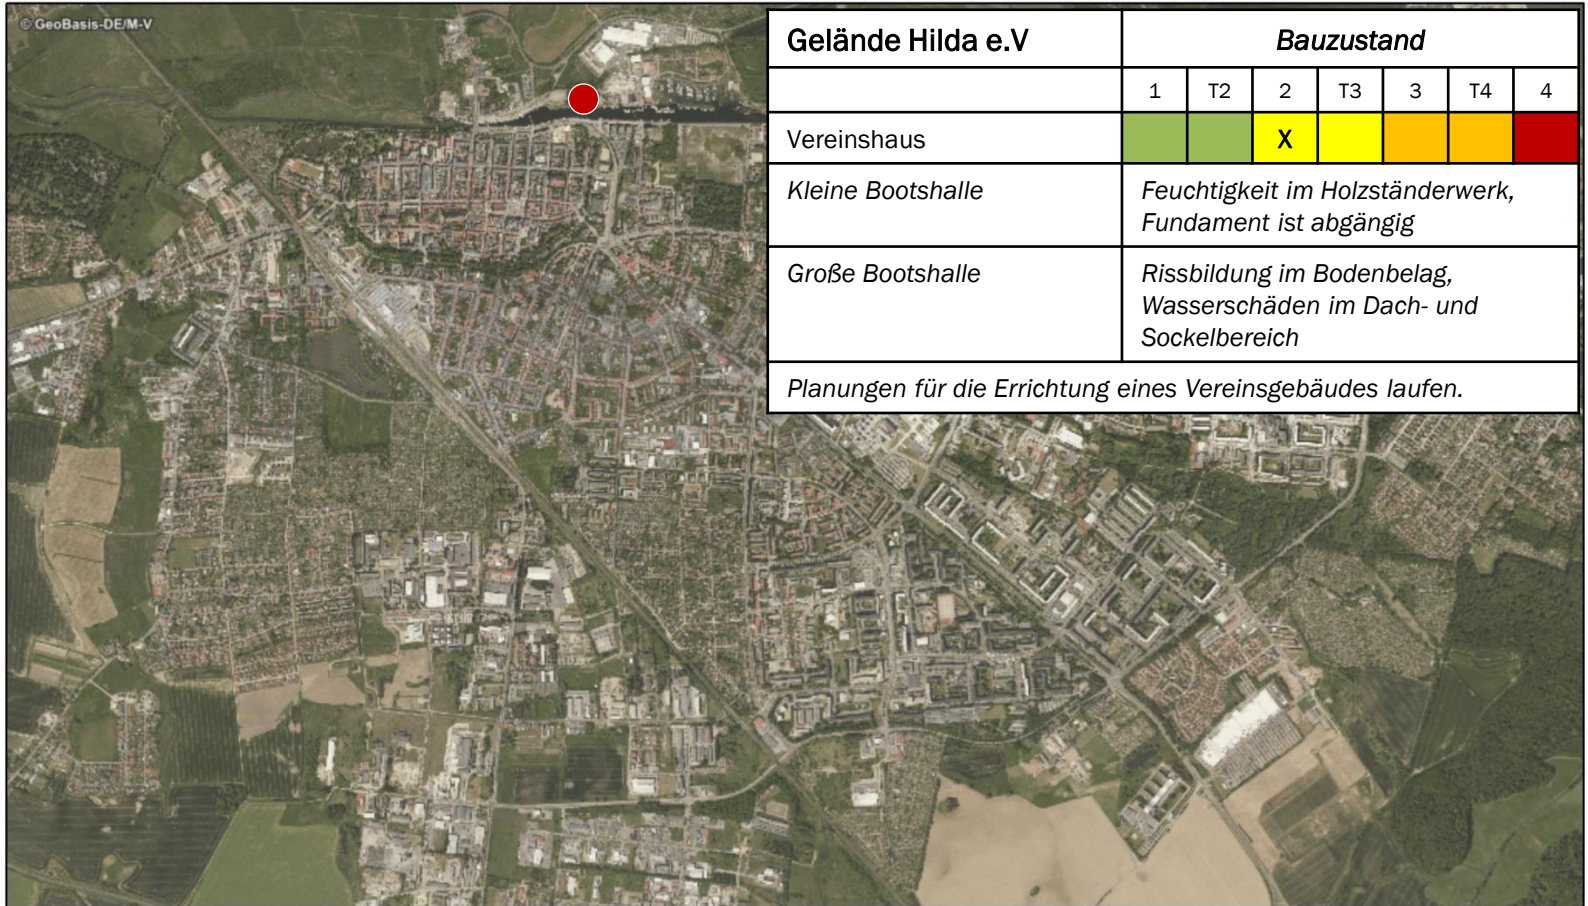 © GeoBasis-DE/M-V
Gelände Hilda e.V
Bauzustand
1 T2 2 T3 3 T4 4
Vereinshaus
X
Kleine Bootshalle
Feuchtigkeit im Holzständerwerk,
Fundament ist abgängig
Große Bootshalle
Rissbildung im Bodenbelag,
Wasserschäden im Dach- und
Sockelbereich
Planungen für die Errichtung eines Vereinsgebäudes laufen.